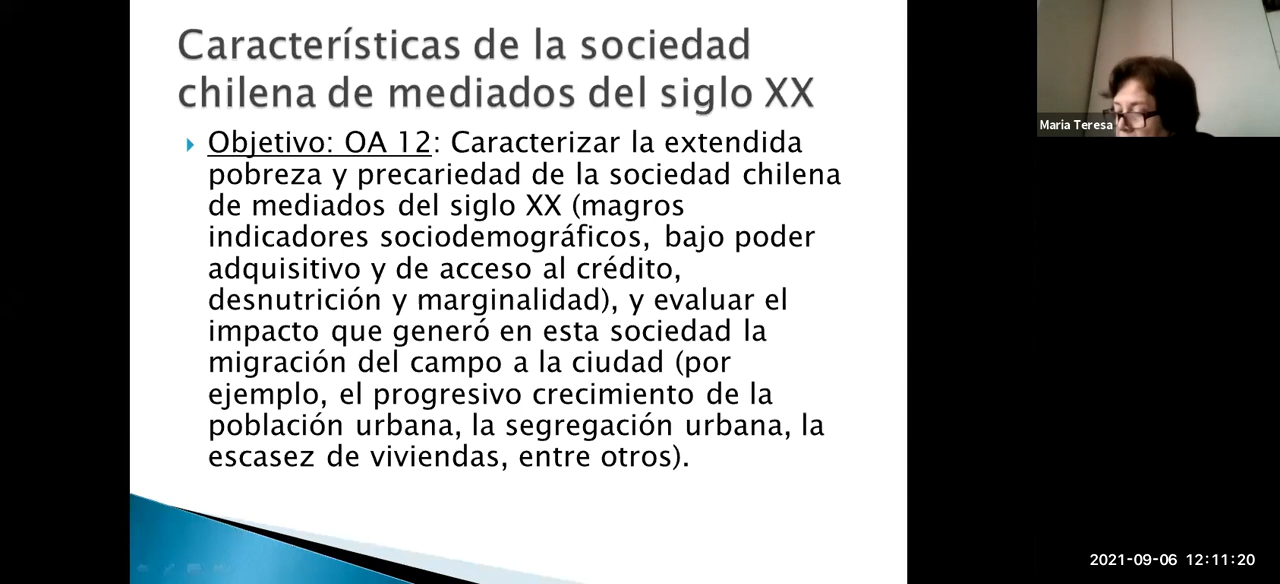 Características de la sociedad
chilena de mediados del siglo XX
Objetivo: OA 12: Caracterizar la extendida
pobreza y precariedad de la sociedad chilena
de mediados del siglo XX (magros
indicadores sociodemográficos, bajo poder
adquisitivo y de acceso al crédito,
desnutrición y marginalidad), y evaluar el
impacto que generó en esta sociedad la
migración del campo a la ciudad (por
ejemplo, el progresivo crecimiento de la
población urbana, la segregación urbana, la
escasez de viviendas, entre otros).
Maria Teresa
2021-09-06 12:11:20